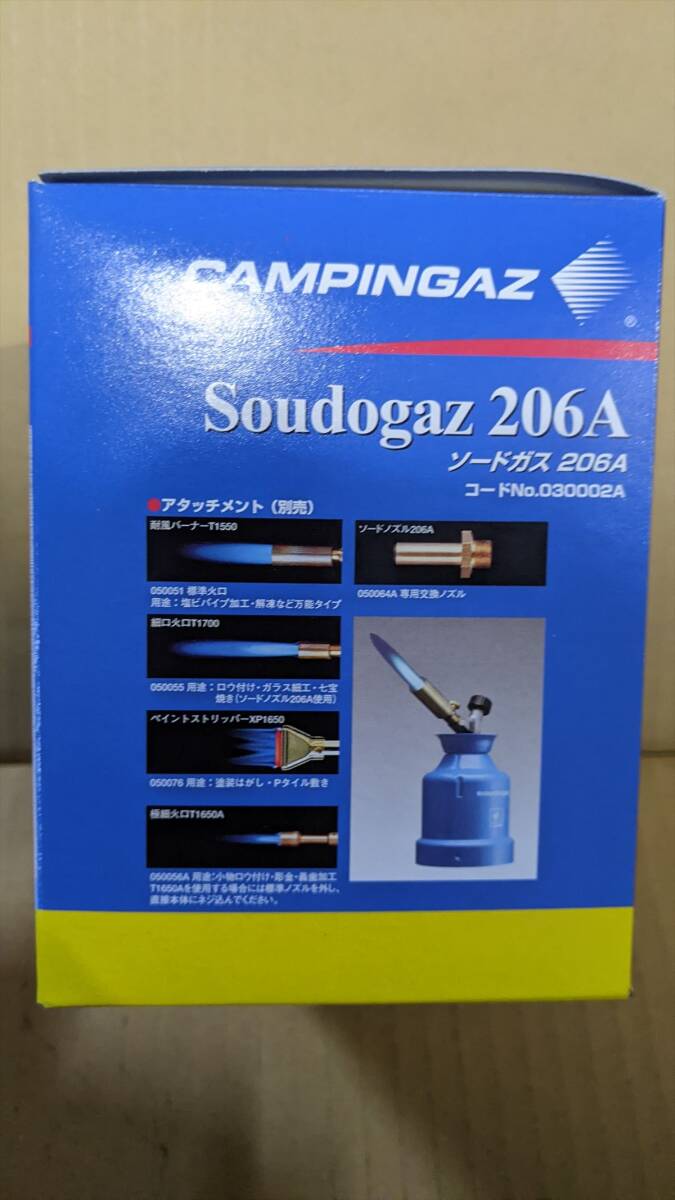 CAMPINGAZ
®
Soudogaz 206A
ソードガス 206A
コードNo.030002A
●アタッチメント（別売）
耐風バーナーT1550
050051 標準火口
用途：塩ビパイプ加工・解凍など万能タイプ
ソードノズル206A
050064A 専用交換ノズル
細口火口T1700
050055 用途：ロウ付け・ガラス細工・七宝
焼き（ソードノズル206A使用）
ペイントストリッパーXP1650
050076 用途：塗装はがし・Pタイル敷き
極細火口T1650A
050056A 用途：小物ロウ付け・彫金・義歯加工
T1650Aを使用する場合には標準ノズルを外し、
直接本体にネジ込んでください。